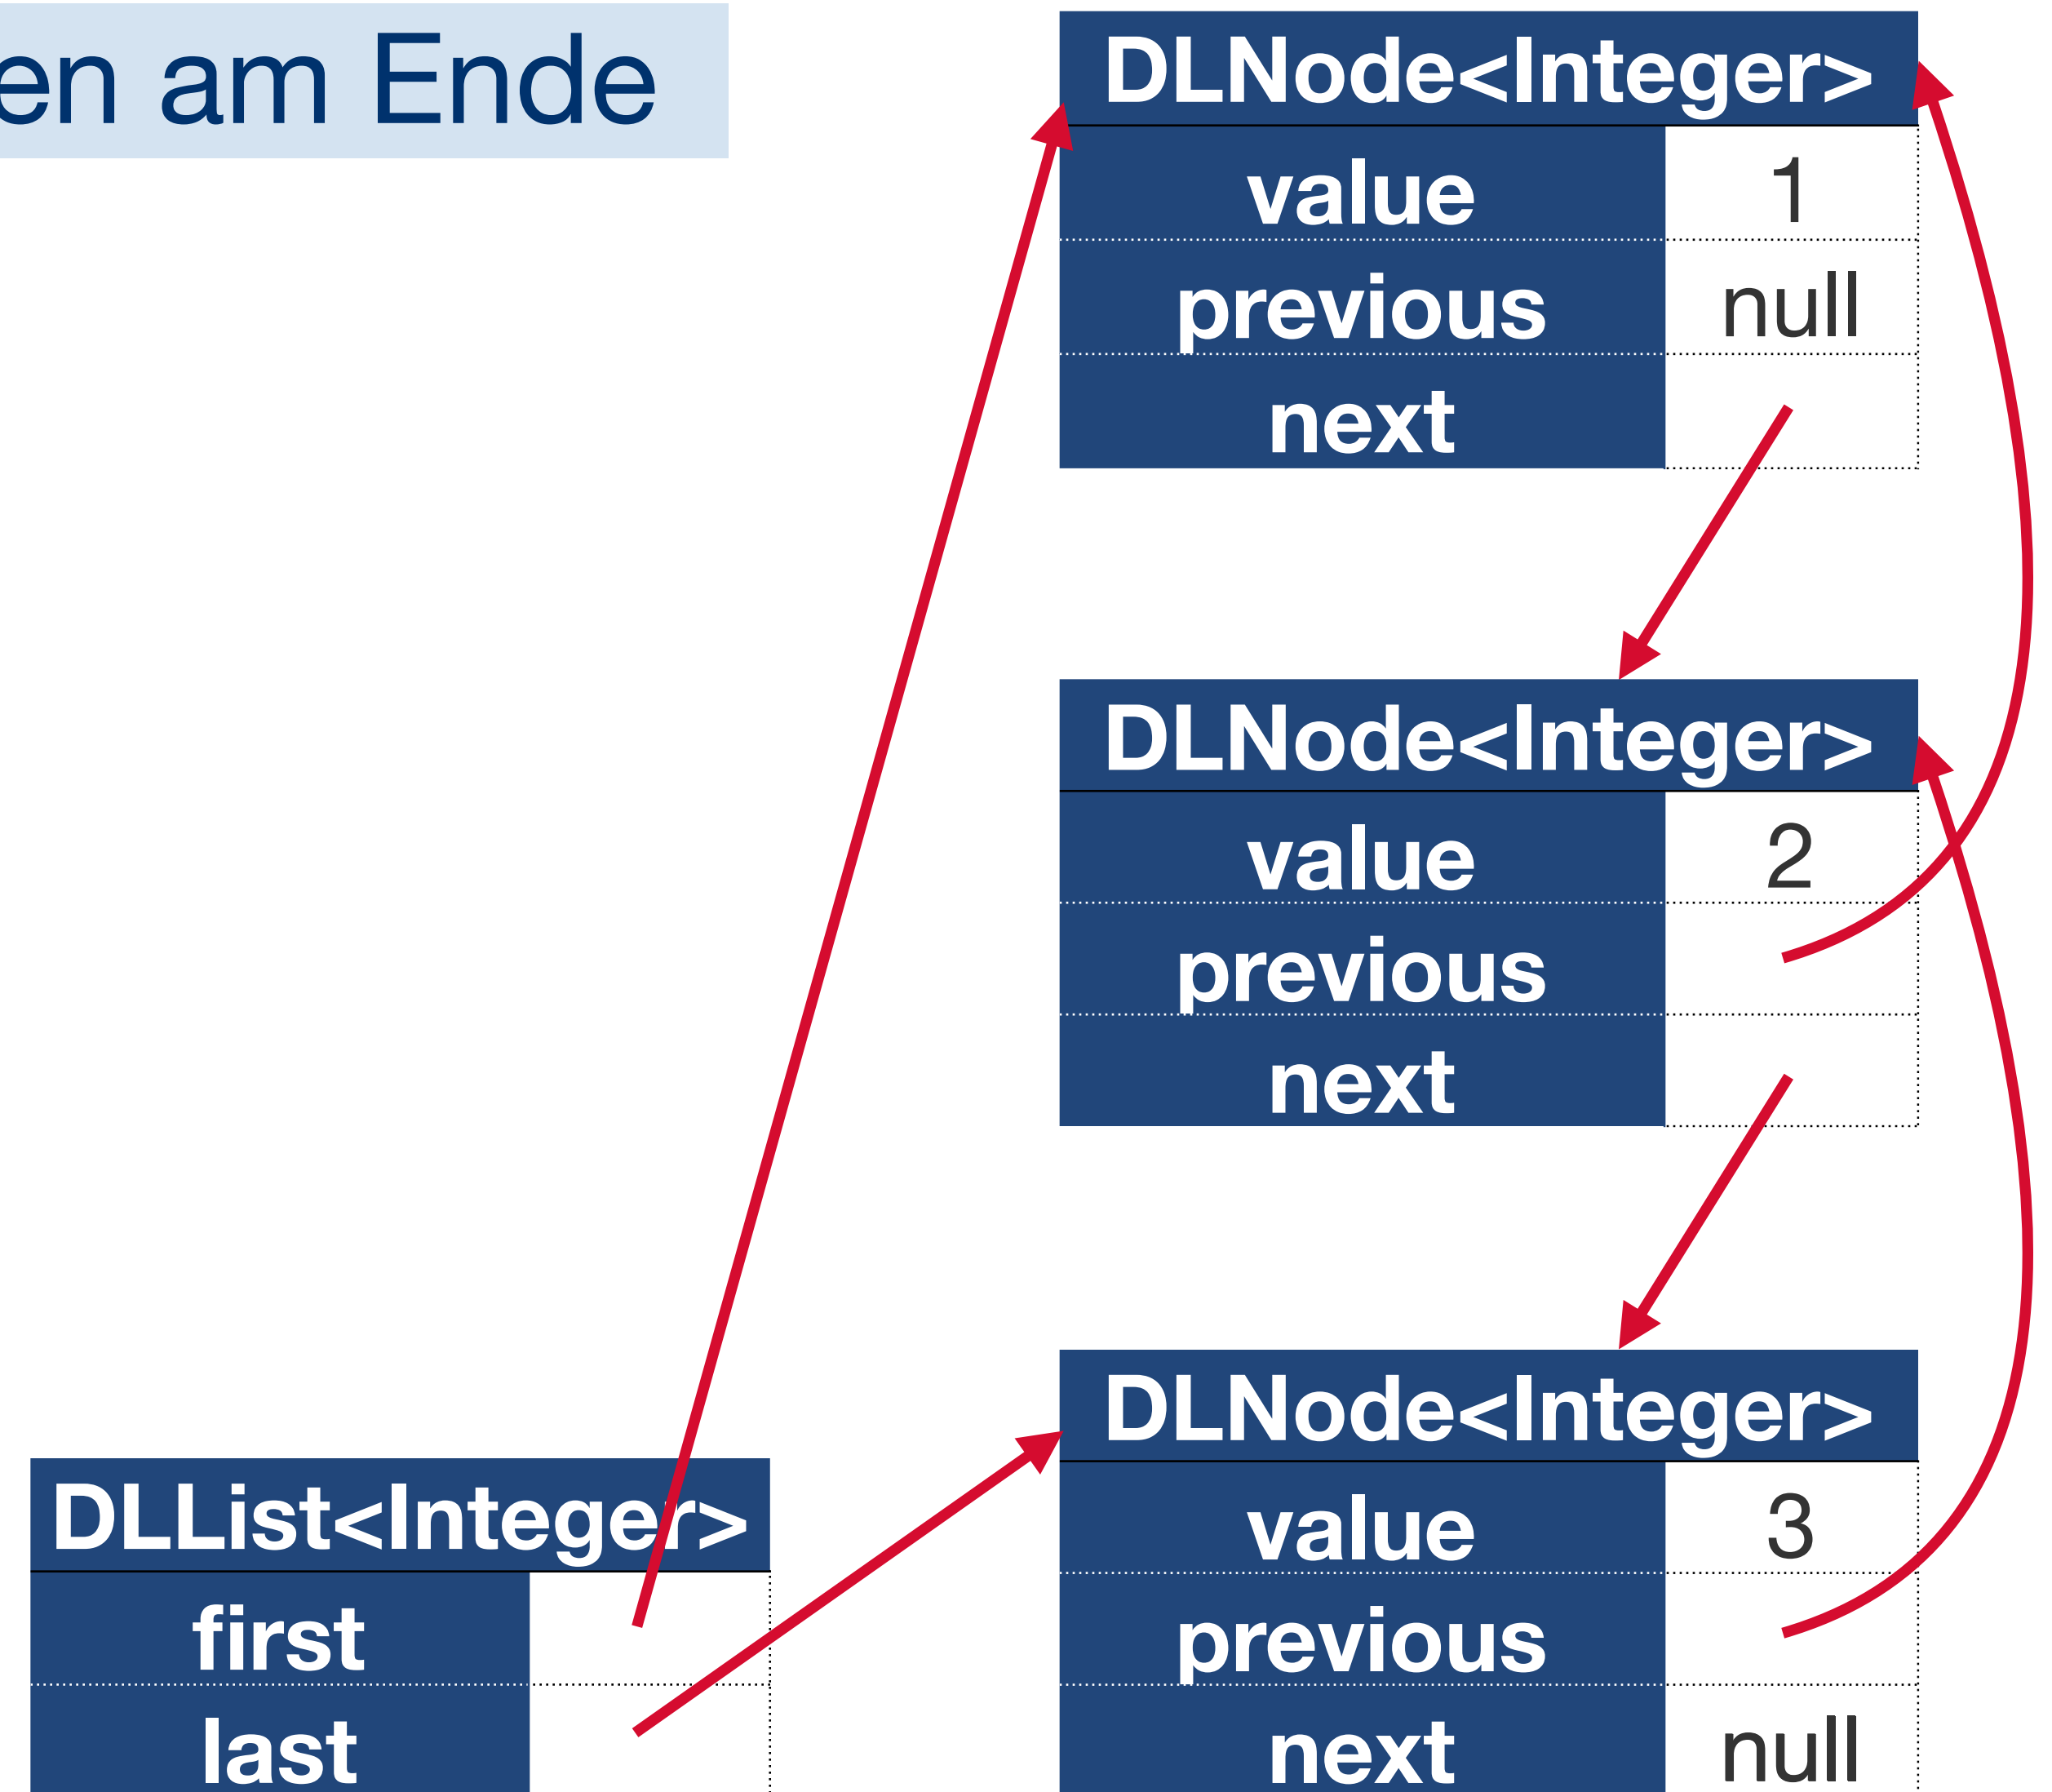 en am Ende
DLNode<Integer>
value 1
previous null
next
DLNode<Integer>
value 2
previous
next
DLNode<Integer>
value 3
previous
next null
DLList<Integer>
first
last